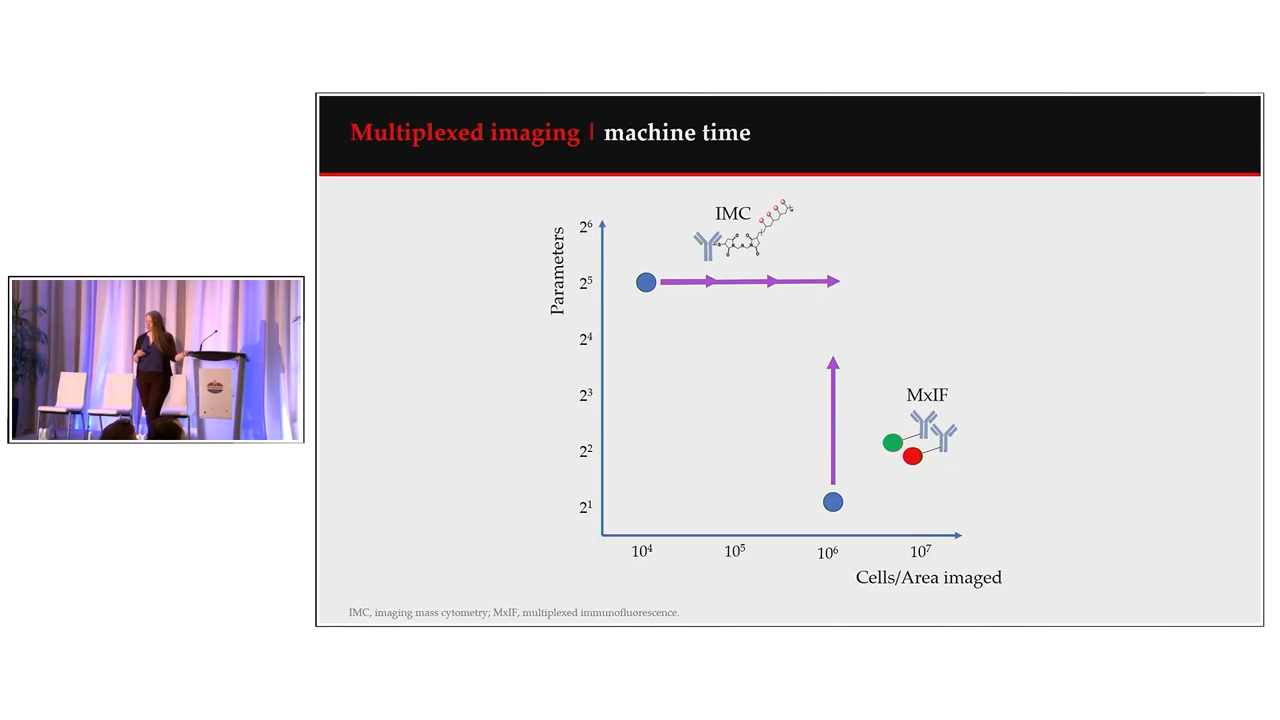 Multiplexed imaging | machine time
IMC
Parameters
2⁶
2⁵
2⁴
2³
2²
2¹
MxIF
10⁴ 10⁵ 10⁶ 10⁷
Cells/Area imaged
IMC, imaging mass cytometry; MxIF, multiplexed immunofluorescence.